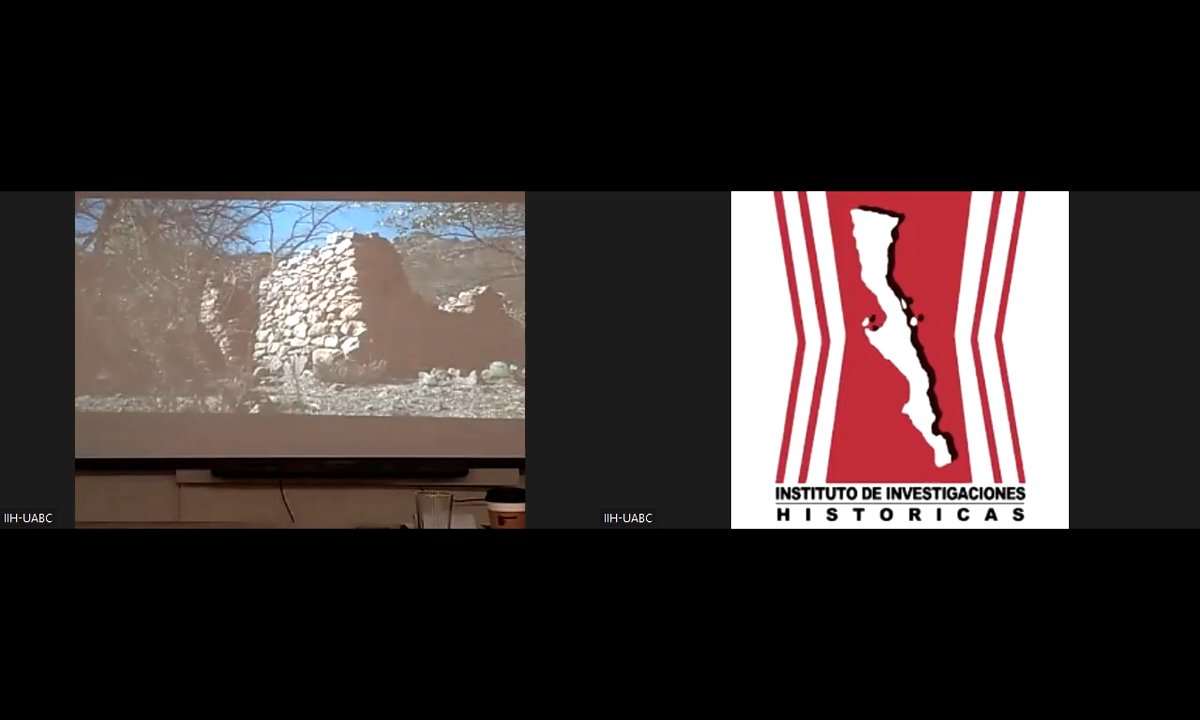 IIH-UABC
IIH-UABC
INSTITUTO DE INVESTIGACIONES
HISTORICAS